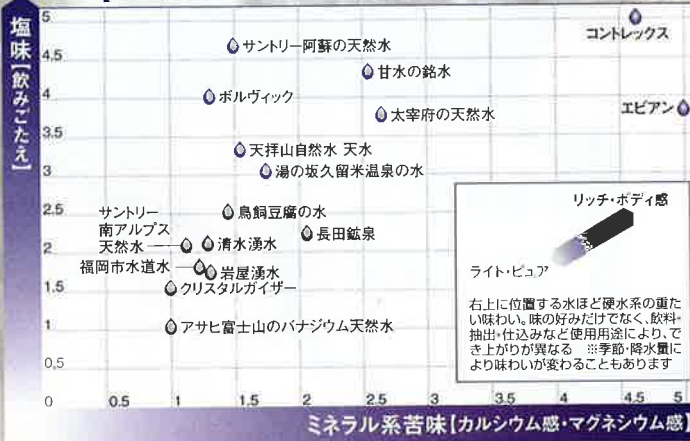 塩味【飲みごたえ】
5
4.5
4
3.5
3
2.5
2
1.5
1
0.5
0
コントレックス
サントリー阿蘇の天然水
甘水の銘水
ボルヴィック
太宰府の天然水
エビアン
天拝山自然水 天水
湯の坂久留米温泉の水
鳥飼豆腐の水
サントリー
南アルプス
天然水
清水湧水
長田鉱泉
福岡市水道水
岩屋湧水
クリスタルガイザー
アサヒ富士山のバナジウム天然水
リッチ・ボディ感
ライト・ピュア
右上に位置する水ほど硬水系の重た
い味わい。味の好みだけでなく、飲料・
抽出・仕込みなど使用用途により、で
き上がりが異なる ※季節・降水量に
より味わいが変わることもあります
0.5 1 1.5 2 2.5 3 3.5 4 4.5 5
ミネラル系苦味【カルシウム感・マグネシウム感】